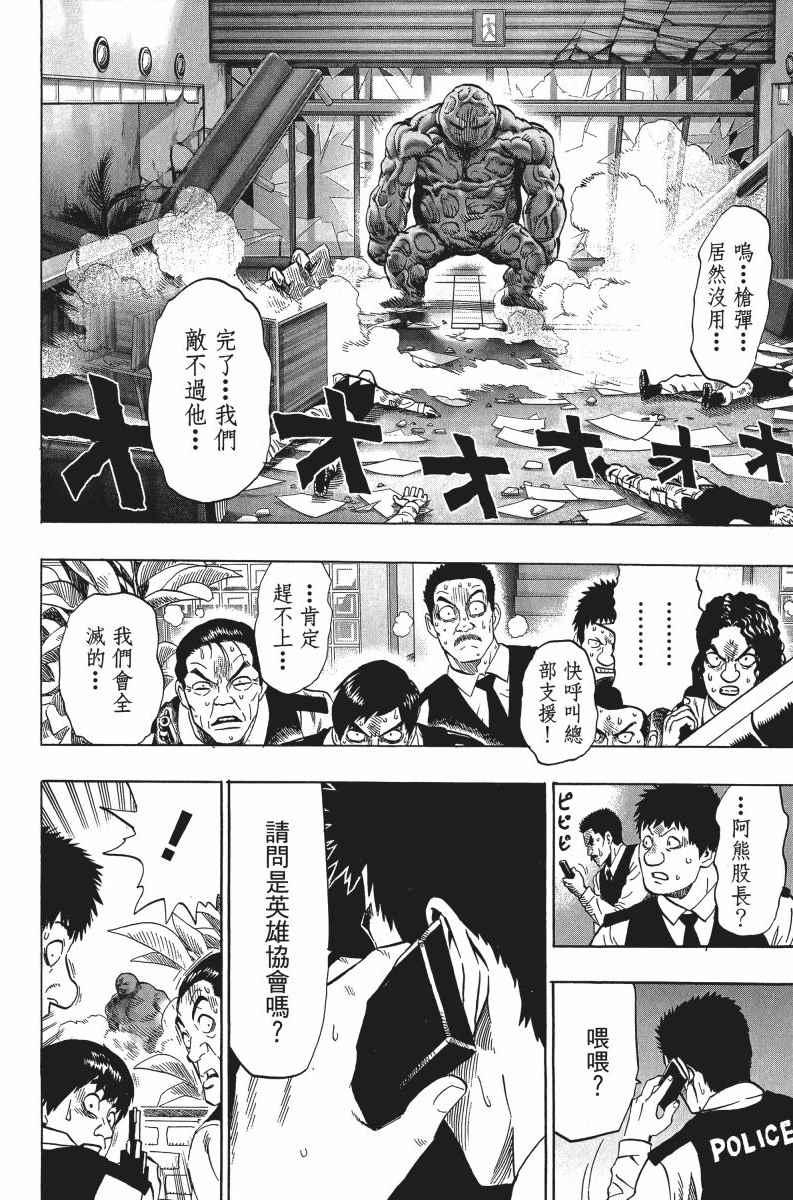 嗚…槍彈…
居然沒用…
完了…我們
敵不過他…
オオオオオオ
………
………
快呼叫總
部支援！
…肯定
趕不上…
我們會全
滅的…
…阿熊股長？
ピピピ
喂喂？
POLICE
請問是英雄協會嗎？
！